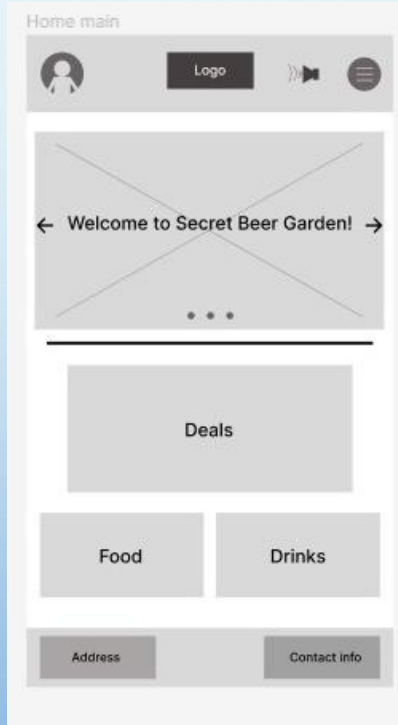 Home main
Logo
Welcome to Secret Beer Garden!
Deals
Food Drinks
Address Contact info